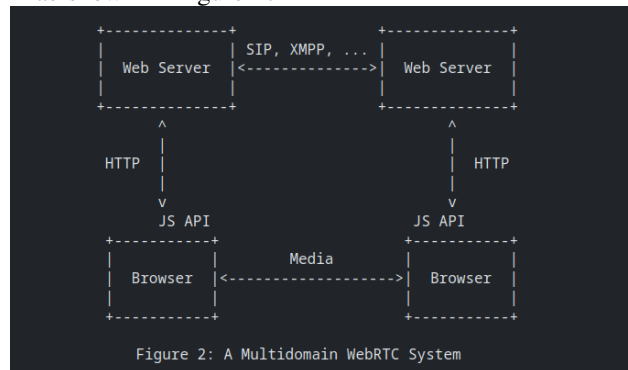 SIP, XMPP, ...
Web Server Web Server
HTTP HTTP
JS API JS API
Media
Browser Browser
Figure 2: A Multidomain WebRTC System